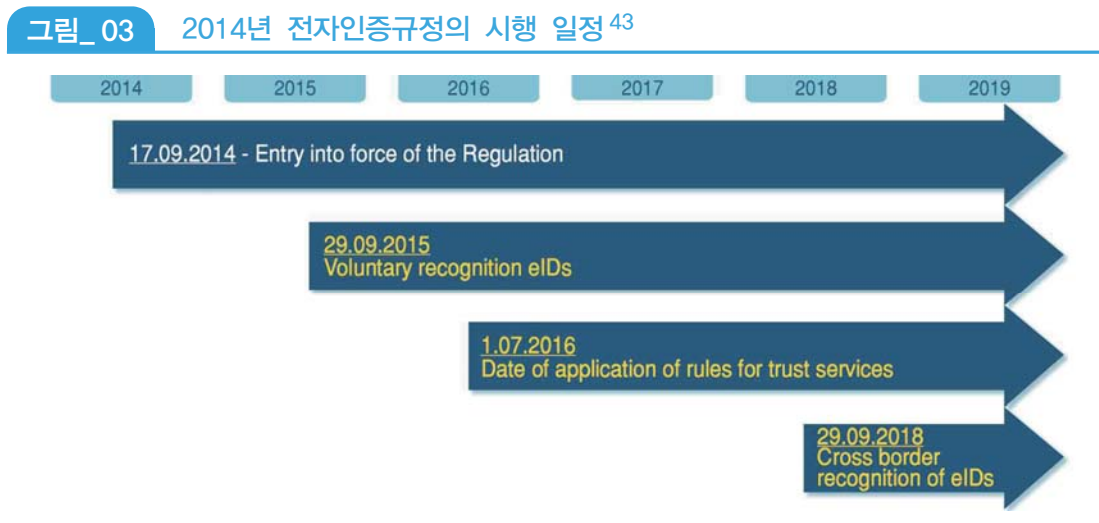 그림_ 03 2014년 전자인증규정의 시행 일정 43
2014 2015 2016 2017 2018 2019
17.09.2014 - Entry into force of the Regulation
29.09.2015
Voluntary recognition eIDs
1.07.2016
Date of application of rules for trust services
29.09.2018
Cross border
recognition of eIDs